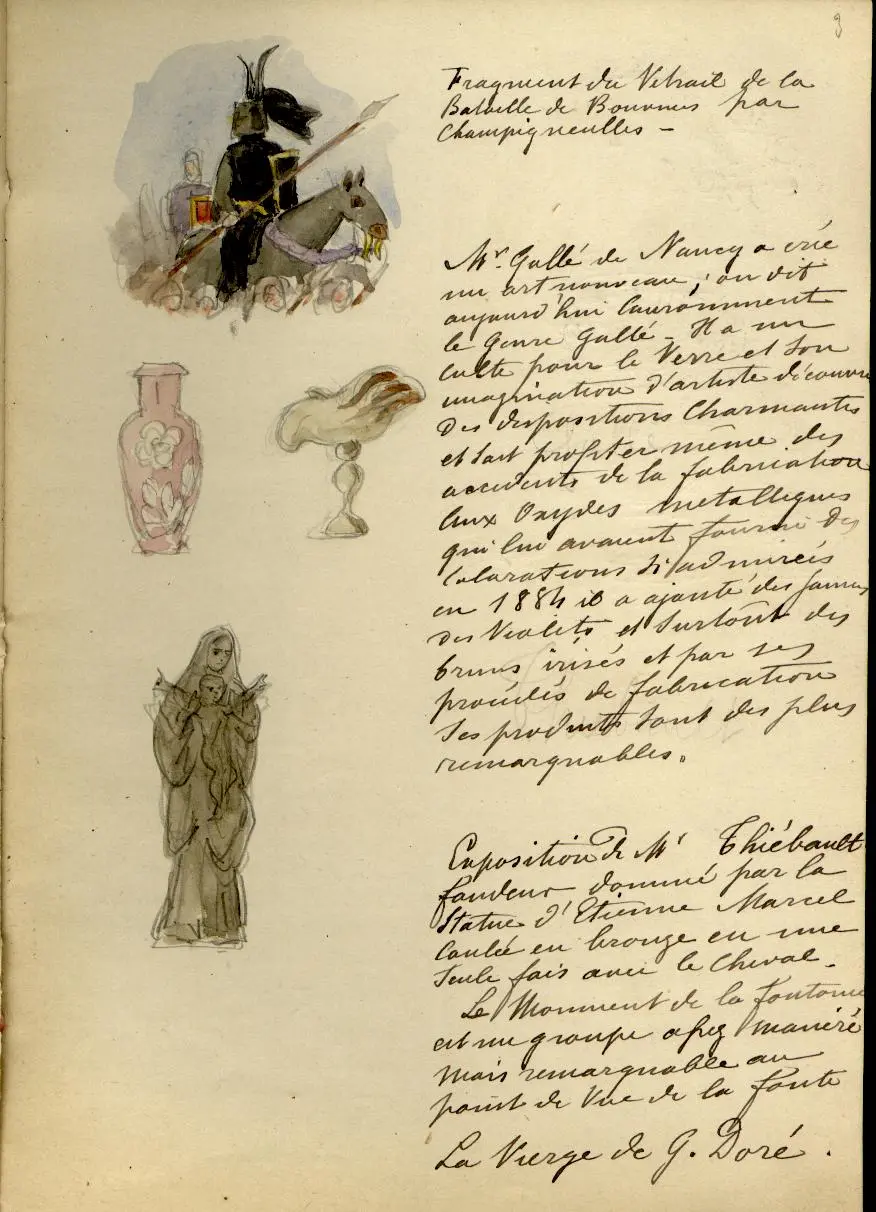 3
Fragment du Vitrail de la
Bataille de Bouvines par
Champigneulles –
Mr. Gallé de Nancy a créé
un art nouveau, on dit
aujourd'hui couramment
le Genre Gallé – Il a un
culte pour le Verre et son
imagination d'artiste découvre
des dispositions Charmantes
et sait profiter même des
accidents de la fabrication
Aux Oxydes metalliques
qui lui avaient fourni des
Colorations si admirées
en 1884 il a ajouté des jaunes
des Violets et surtout des
bruns irisés et par ses
procédés de fabrication
ses produits sont des plus
remarquables.
Exposition de Mr Thiébault
fondeur dominé par la
Statue d'Etienne Marcel
Coulée en bronze en une
seule fois avec le Cheval –
Le Monument de la fontaine
est un groupe assez maniéré
mais remarquable au
point de Vue de la fonte
La Vierge de G. Doré.